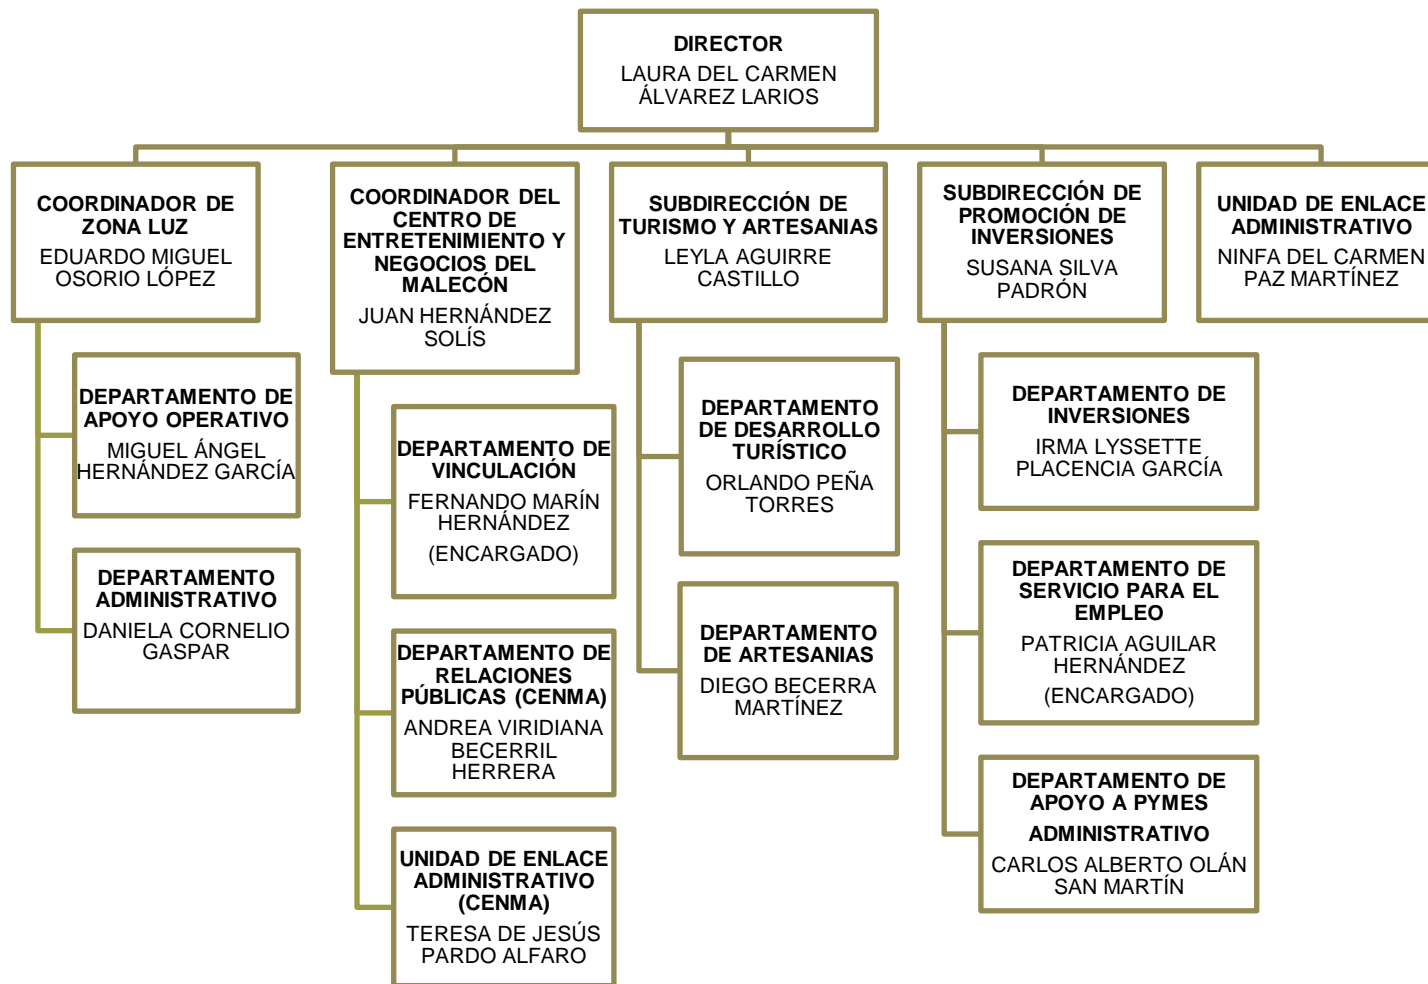 DIRECTOR
LAURA DEL CARMEN
ÁLVAREZ LARIOS
COORDINADOR DE
ZONA LUZ
EDUARDO MIGUEL
OSORIO LÓPEZ
DEPARTAMENTO DE
APOYO OPERATIVO
MIGUEL ÁNGEL
HERNÁNDEZ GARCÍA
DEPARTAMENTO
ADMINISTRATIVO
DANIELA CORNELIO
GASPAR
COORDINADOR DEL
CENTRO DE
ENTRETENIMIENTO Y
NEGOCIOS DEL
MALECÓN
JUAN HERNÁNDEZ
SOLÍS
DEPARTAMENTO DE
VINCULACIÓN
FERNANDO MARÍN
HERNÁNDEZ
(ENCARGADO)
DEPARTAMENTO DE
RELACIONES
PÚBLICAS (CENMA)
ANDREA VIRIDIANA
BECERRIL
HERRERA
UNIDAD DE ENLACE
ADMINISTRATIVO
(CENMA)
TERESA DE JESÚS
PARDO ALFARO
SUBDIRECCIÓN DE
TURISMO Y ARTESANIAS
LEYLA AGUIRRE
CASTILLO
DEPARTAMENTO
DE DESARROLLO
TURÍSTICO
ORLANDO PEÑA
TORRES
DEPARTAMENTO
DE ARTESANIAS
DIEGO BECERRA
MARTÍNEZ
SUBDIRECCIÓN DE
PROMOCIÓN DE
INVERSIONES
SUSANA SILVA
PADRÓN
DEPARTAMENTO DE
INVERSIONES
IRMA LYSSETTE
PLACENCIA GARCÍA
DEPARTAMENTO DE
SERVICIO PARA EL
EMPLEO
PATRICIA AGUILAR
HERNÁNDEZ
(ENCARGADO)
DEPARTAMENTO DE
APOYO A PYMES
ADMINISTRATIVO
CARLOS ALBERTO OLÁN
SAN MARTÍN
UNIDAD DE ENLACE
ADMINISTRATIVO
NINFA DEL CARMEN
PAZ MARTÍNEZ